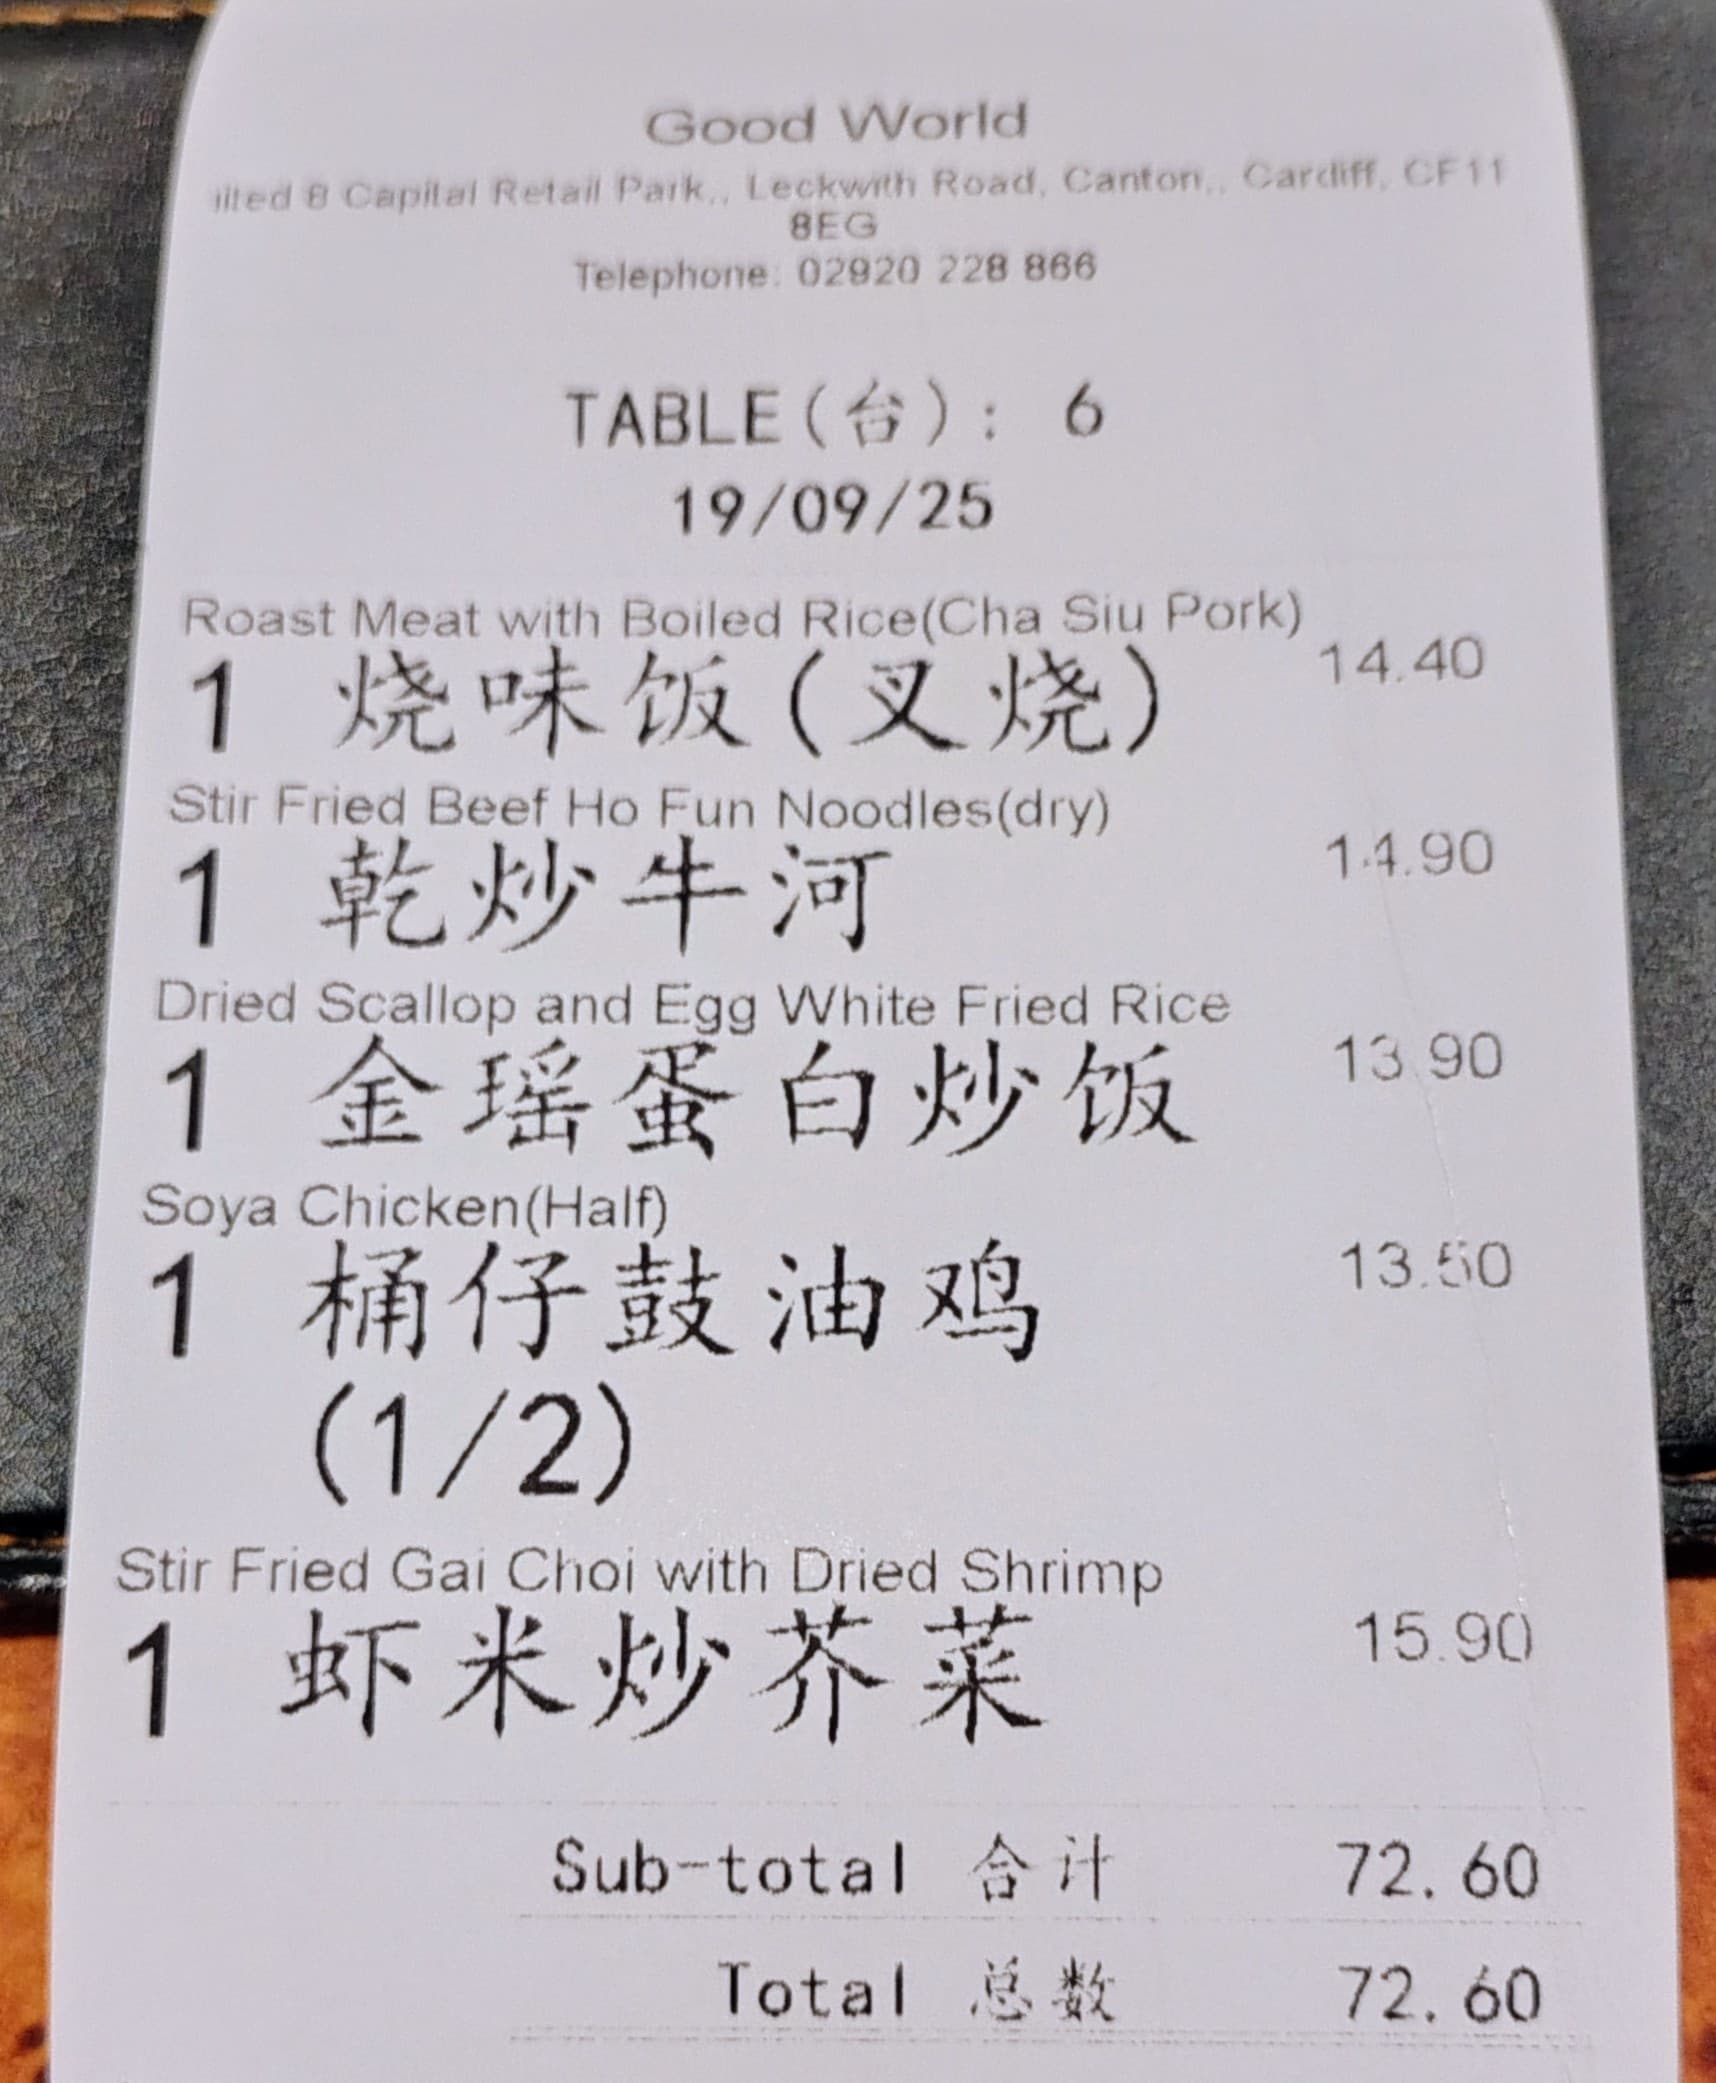 Good World
8 Capital Retail Park,, Leckwith Road, Canton,, Cardiff, CF11
8EG
Telephone: 02920 228 866
TABLE(台): 6
19/09/25
Roast Meat with Boiled Rice(Cha Siu Pork)
1 烧味饭(叉烧) 14.40
Stir Fried Beef Ho Fun Noodles(dry)
1 乾炒牛河 14.90
Dried Scallop and Egg White Fried Rice
1 金瑶蛋白炒饭 13.90
Soya Chicken(Half)
1 桶仔鼓油鸡 13.50
(1/2)
Stir Fried Gai Choi with Dried Shrimp
1 虾米炒芥菜 15.90
Sub-total 合计 72.60
Total 总数 72.60